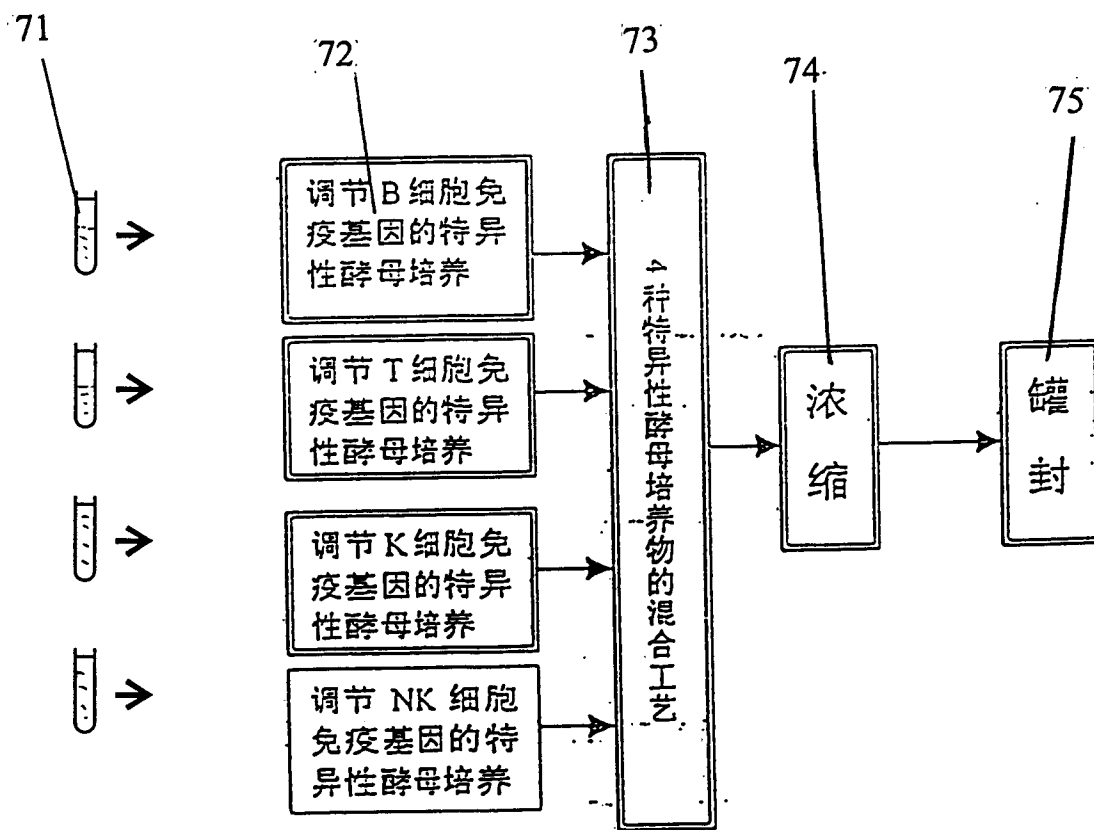 71
72
73
74
75
调节B细胞免
疫基因的特异
性酵母培养
调节T细胞免
疫基因的特异
性酵母培养
调节K细胞免
疫基因的特异
性酵母培养
调节 NK 细胞
免疫基因的特
异性酵母培养
4种特异性酵母培养物的混合工艺
浓
缩
罐
封